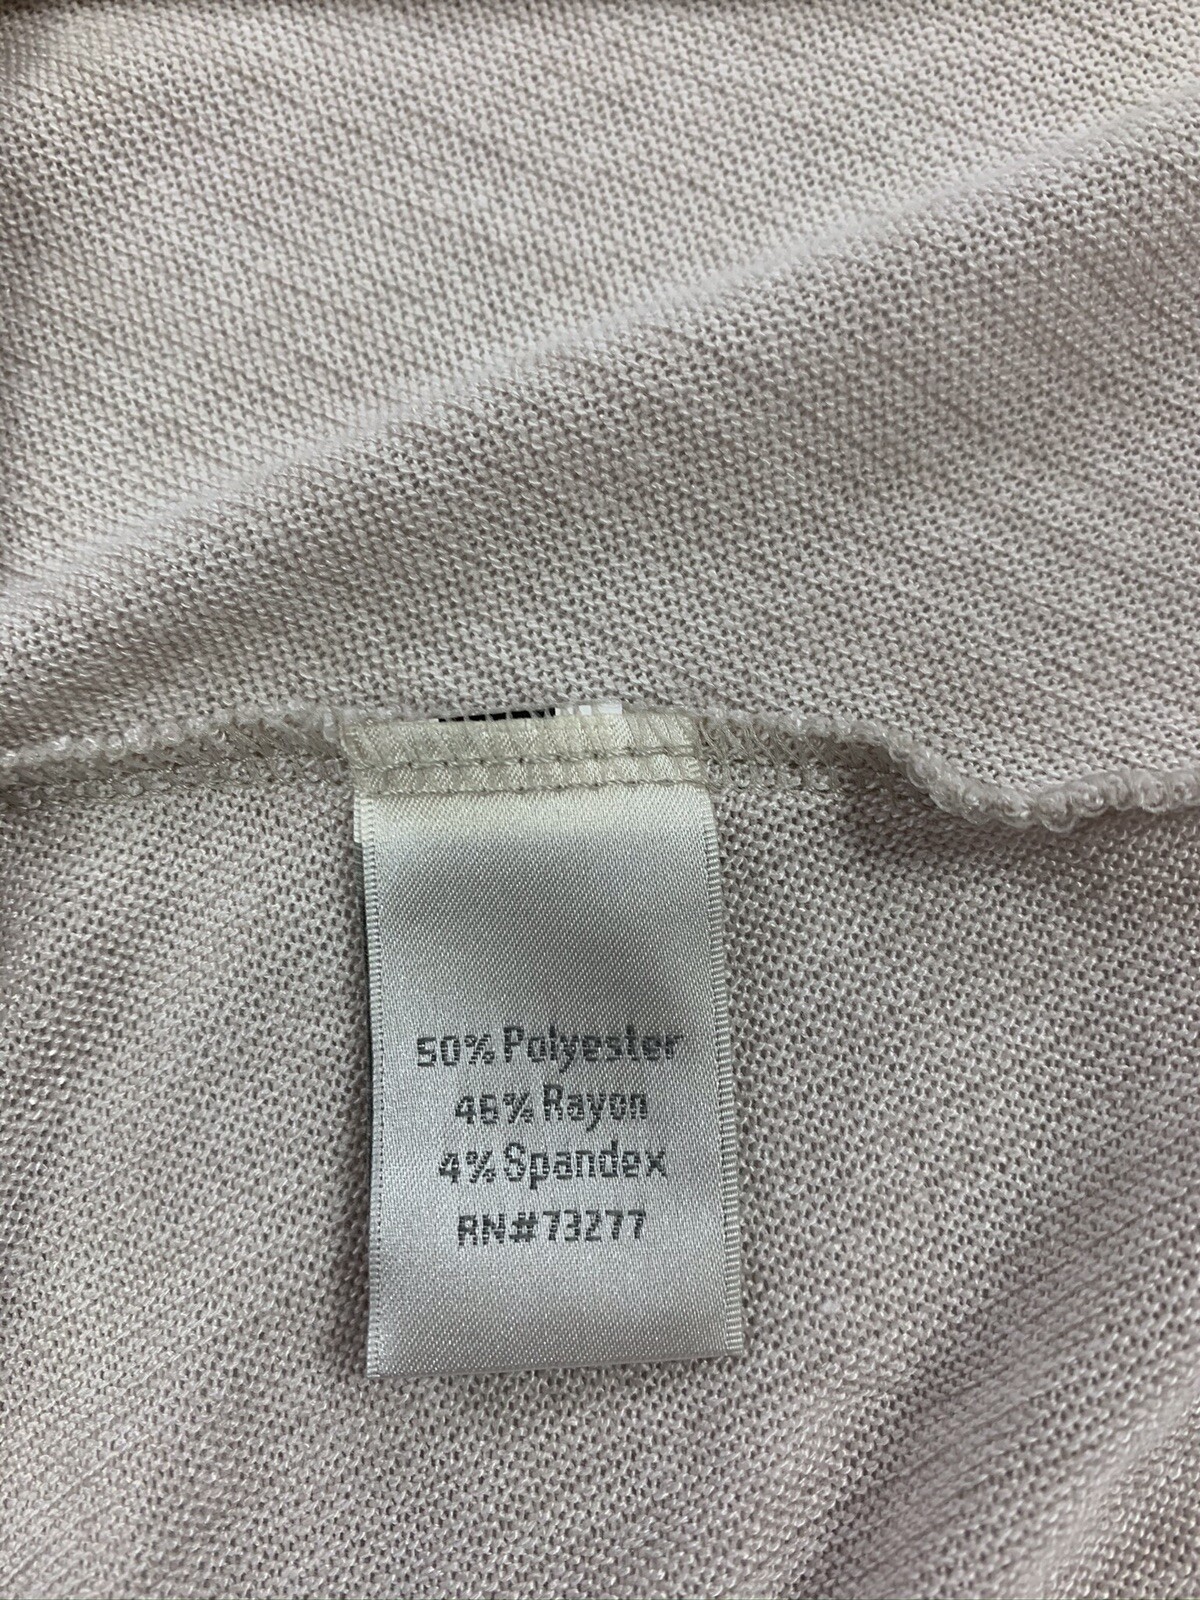 50% Polyester
46% Rayon
4% Spandex
RN#73277